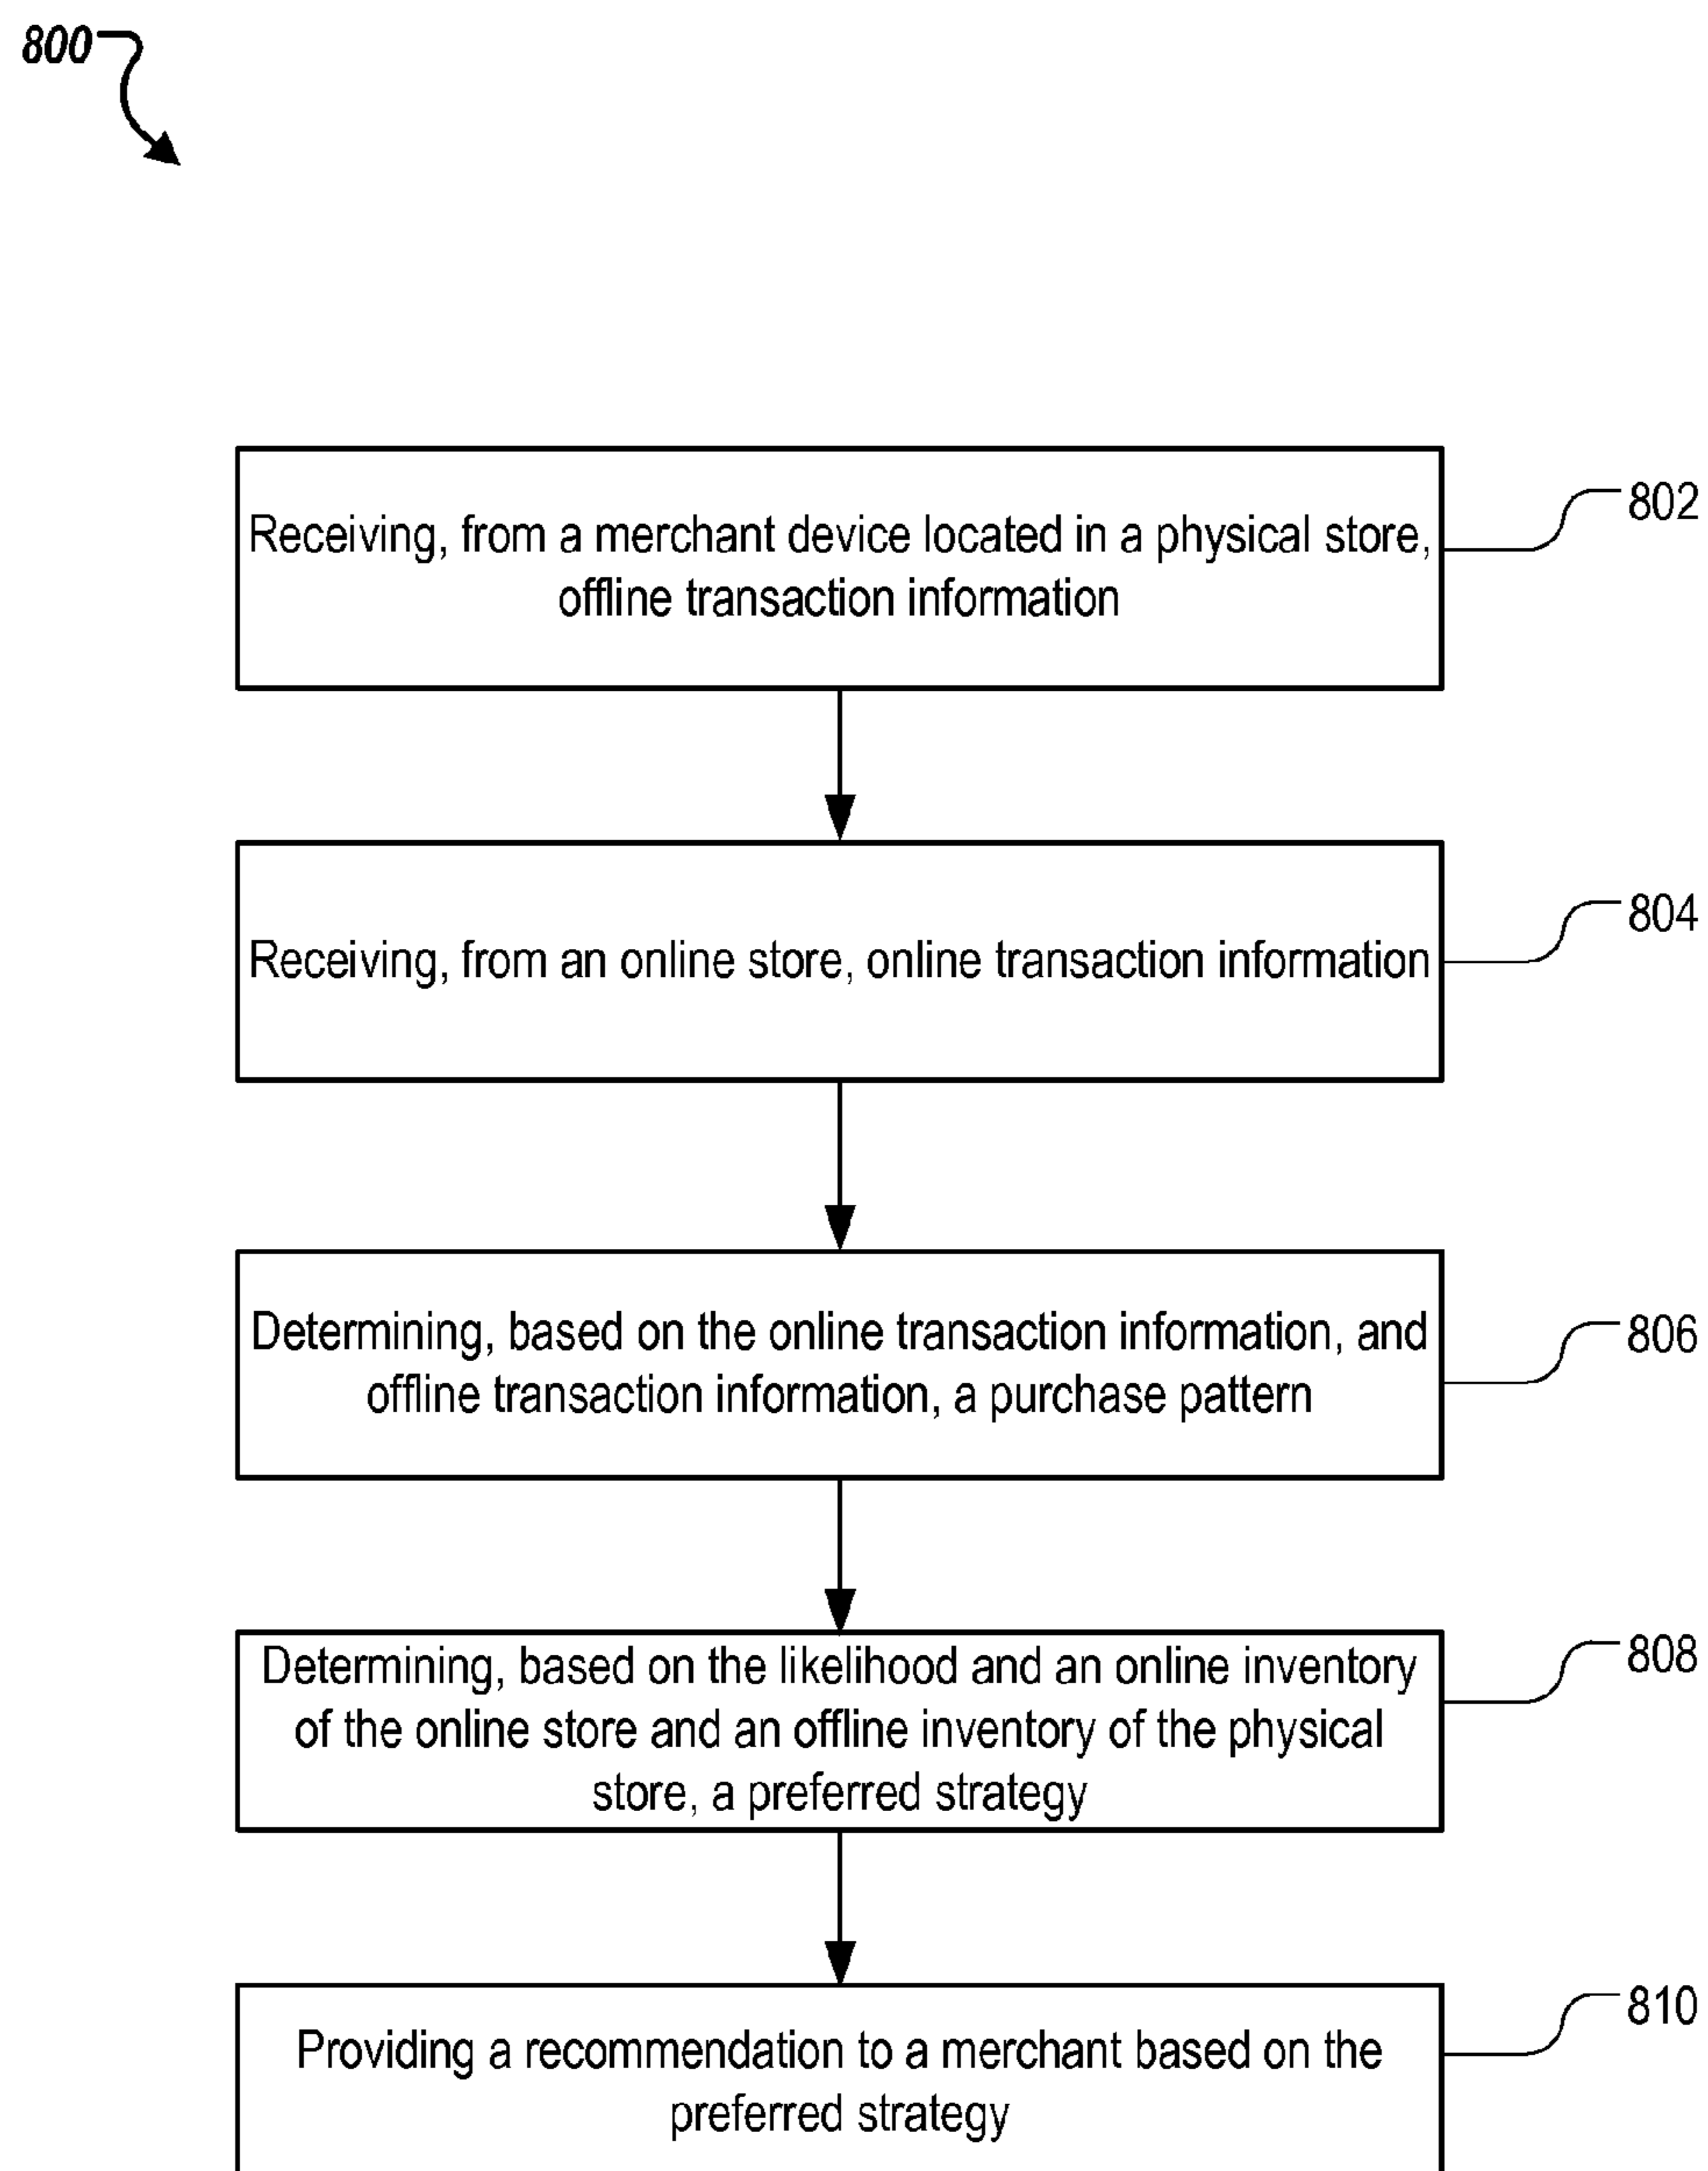 800
Receiving, from a merchant device located in a physical store,
offline transaction information
802
Receiving, from an online store, online transaction information
804
Determining, based on the online transaction information, and
offline transaction information, a purchase pattern
806
Determining, based on the likelihood and an online inventory
of the online store and an offline inventory of the physical
store, a preferred strategy
808
Providing a recommendation to a merchant based on the
preferred strategy
810